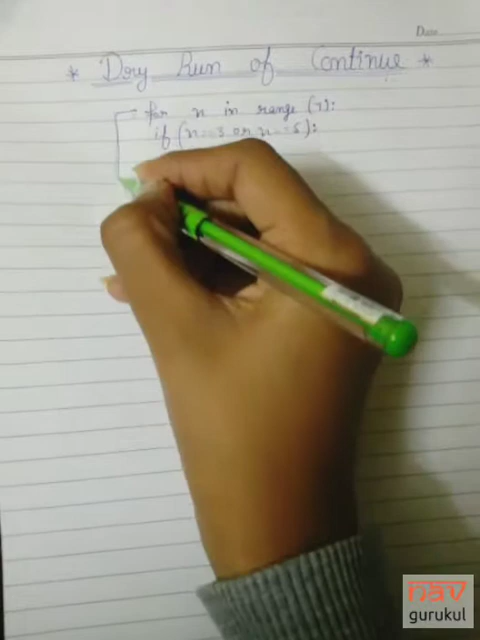 Date
* Dry Run of Continue *
for n in range (7):
if (n==3 or n==5):
nav
gurukul